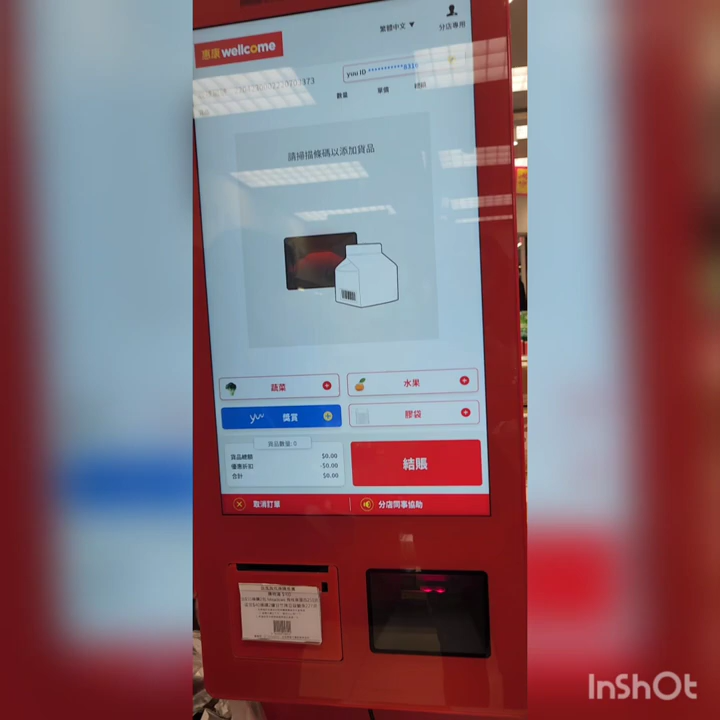 惠康 wellcome
繁體中文 ▼
分店專用
yuu ID ***********8316
數量
單價
總額
請掃描條碼以添加貨品
蔬菜
水果
yuu 獎賞
膠袋
貨品數量: 0
貨品總額 $0.00
優惠折扣 -$0.00
合計 $0.00
結賬
取消訂單
分店同事協助
InShOt